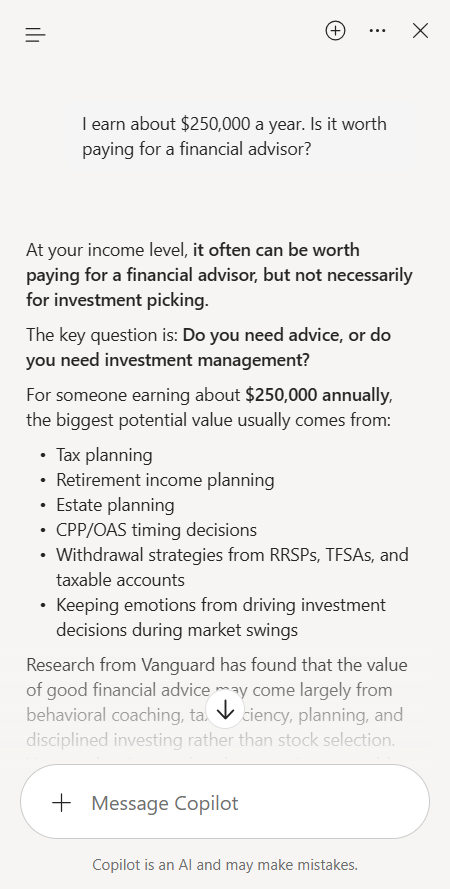 I earn about $250,000 a year. Is it worth
paying for a financial advisor?
At your income level, it often can be worth
paying for a financial advisor, but not necessarily
for investment picking.
The key question is: Do you need advice, or do
you need investment management?
For someone earning about $250,000 annually,
the biggest potential value usually comes from:
• Tax planning
• Retirement income planning
• Estate planning
• CPP/OAS timing decisions
• Withdrawal strategies from RRSPs, TFSAs, and
taxable accounts
• Keeping emotions from driving investment
decisions during market swings
Research from Vanguard has found that the value
of good financial advice may come largely from
behavioral coaching, planning, and
disciplined investing rather than stock selection.
Message Copilot
Copilot is an AI and may make mistakes.